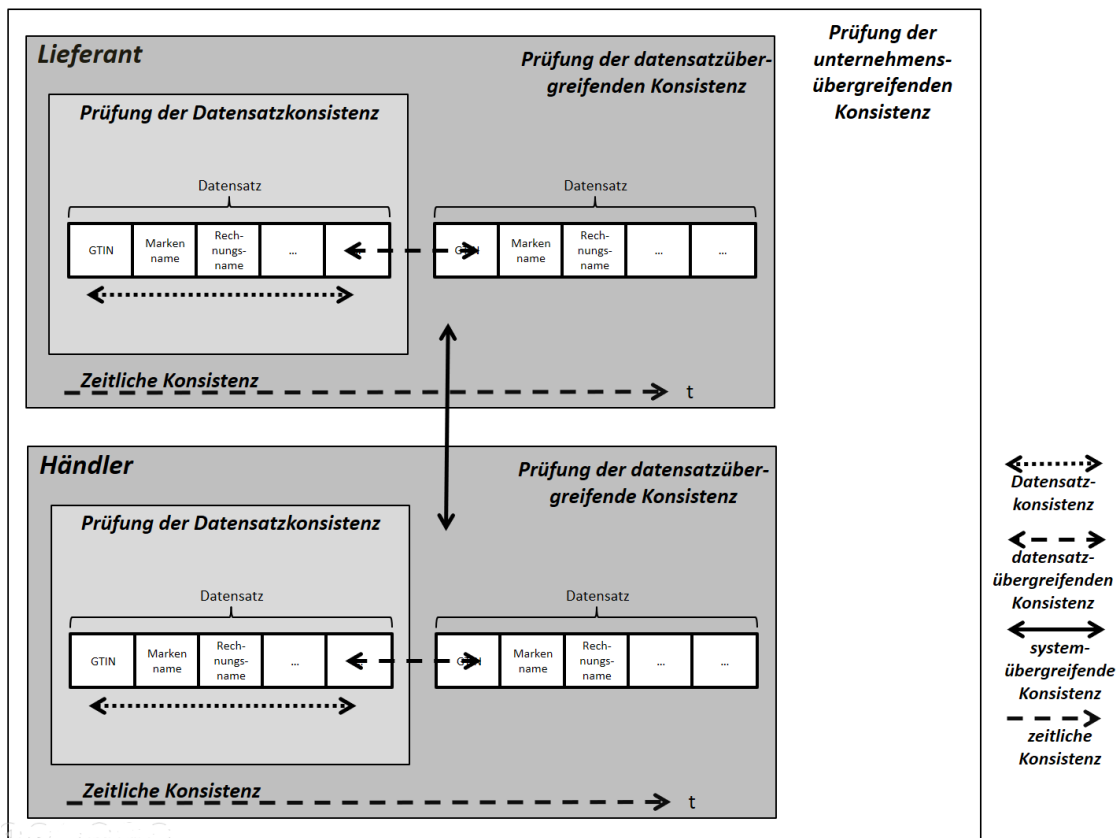 Prüfung der
unternehmens-
übergreifenden
Konsistenz
Lieferant
Prüfung der datensatzüber-
greifenden Konsistenz
Prüfung der Datensatzkonsistenz
Datensatz
GTIN
Marken
name
Rech-
nungs-
name
...
Datensatz
GTIN
Marken
name
Rech-
nungs-
name
...
...
Zeitliche Konsistenz
t
Händler
Prüfung der datensatzüber-
greifende Konsistenz
Prüfung der Datensatzkonsistenz
Datensatz
GTIN
Marken
name
Rech-
nungs-
name
...
Datensatz
GTIN
Marken
name
Rech-
nungs-
name
...
...
Zeitliche Konsistenz
t
Datensatz-
konsistenz
datensatz-
übergreifenden
Konsistenz
system-
übergreifende
Konsistenz
zeitliche
Konsistenz